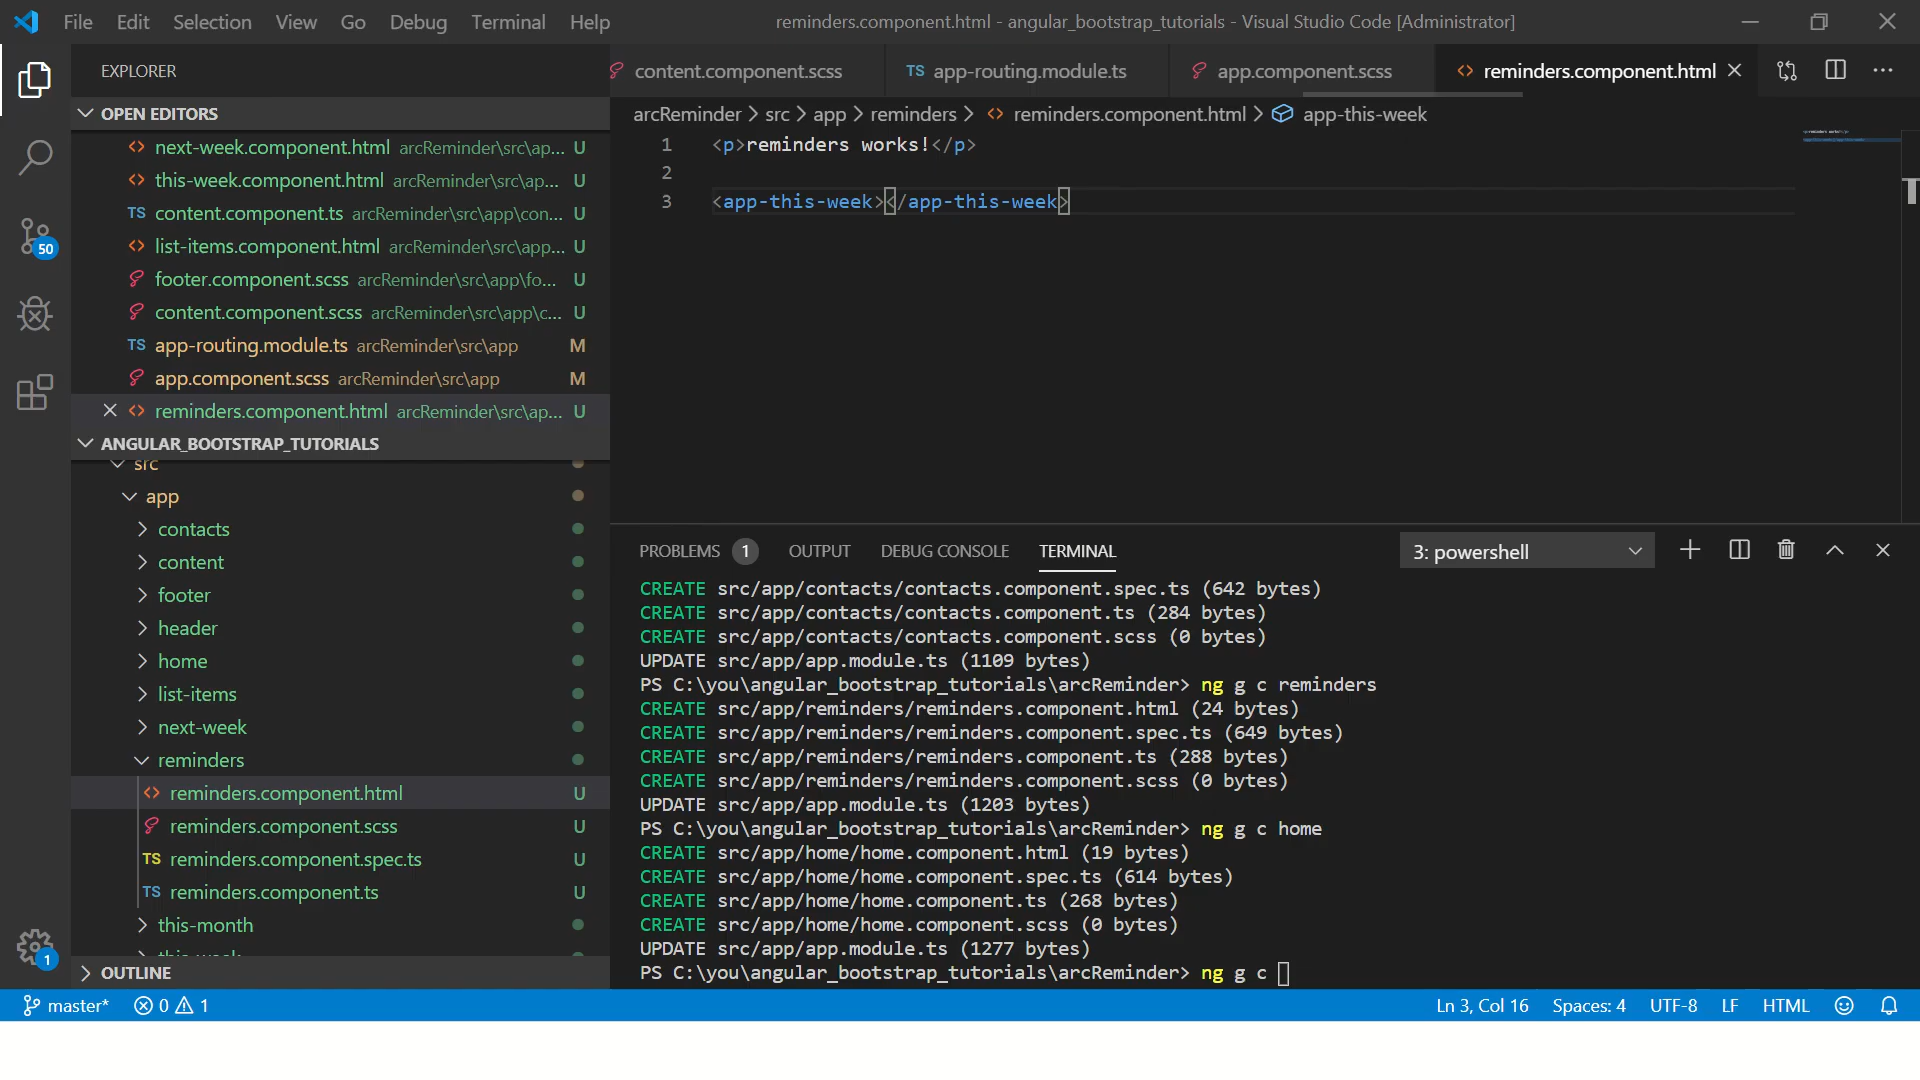 File Edit Selection View Go Debug Terminal Help
reminders.component.html - angular_bootstrap_tutorials - Visual Studio Code [Administrator]
EXPLORER
OPEN EDITORS
next-week.component.html arcReminder\src\ap... U
this-week.component.html arcReminder\src\ap... U
TS content.component.ts arcReminder\src\app\con... U
list-items.component.html arcReminder\src\app... U
footer.component.scss arcReminder\src\app\fo... U
content.component.scss arcReminder\src\app\c... U
TS app-routing.module.ts arcReminder\src\app M
app.component.scss arcReminder\src\app M
reminders.component.html arcReminder\src\ap... U
ANGULAR_BOOTSTRAP_TUTORIALS
src
app
contacts
content
footer
header
home
list-items
next-week
reminders
reminders.component.html U
reminders.component.scss U
TS reminders.component.spec.ts U
TS reminders.component.ts U
this-month
this-week
OUTLINE
50
1
content.component.scss
TS app-routing.module.ts
app.component.scss
<> reminders.component.html
arcReminder > src > app > reminders > <> reminders.component.html > app-this-week
1 <p>reminders works!</p>
2
3 <app-this-week></app-this-week>
PROBLEMS 1 OUTPUT DEBUG CONSOLE TERMINAL
3: powershell
CREATE src/app/contacts/contacts.component.spec.ts (642 bytes)
CREATE src/app/contacts/contacts.component.ts (284 bytes)
CREATE src/app/contacts/contacts.component.scss (0 bytes)
UPDATE src/app/app.module.ts (1109 bytes)
PS C:\you\angular_bootstrap_tutorials\arcReminder> ng g c reminders
CREATE src/app/reminders/reminders.component.html (24 bytes)
CREATE src/app/reminders/reminders.component.spec.ts (649 bytes)
CREATE src/app/reminders/reminders.component.ts (288 bytes)
CREATE src/app/reminders/reminders.component.scss (0 bytes)
UPDATE src/app/app.module.ts (1203 bytes)
PS C:\you\angular_bootstrap_tutorials\arcReminder> ng g c home
CREATE src/app/home/home.component.html (19 bytes)
CREATE src/app/home/home.component.spec.ts (614 bytes)
CREATE src/app/home/home.component.ts (268 bytes)
CREATE src/app/home/home.component.scss (0 bytes)
UPDATE src/app/app.module.ts (1277 bytes)
PS C:\you\angular_bootstrap_tutorials\arcReminder> ng g c
master* 0 1
Ln 3, Col 16 Spaces: 4 UTF-8 LF HTML